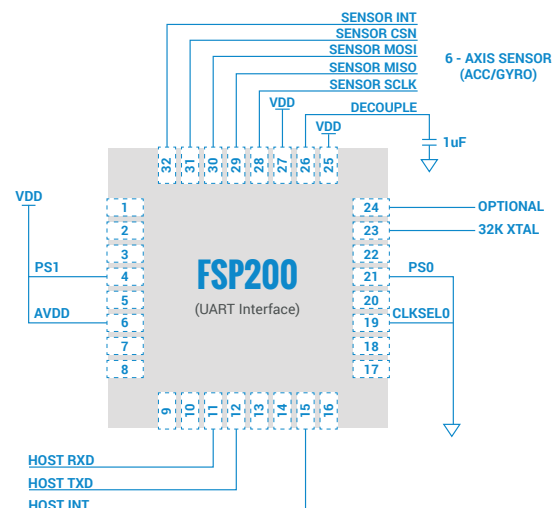 SENSOR INT
SENSOR CSN
SENSOR MOSI
SENSOR MISO
SENSOR SCLK
6 - AXIS SENSOR
(ACC/GYRO)
VDD
DECOUPLE
VDD
1uF
32 31 30 29 28 27 26 25
VDD
1
2
3
PS1
4
5
AVDD
6
7
8
FSP200
(UART Interface)
24
OPTIONAL
23
32K XTAL
22
21
PS0
20
19
CLKSEL0
18
17
9 10 11 12 13 14 15 16
HOST RXD
HOST TXD
HOST INT